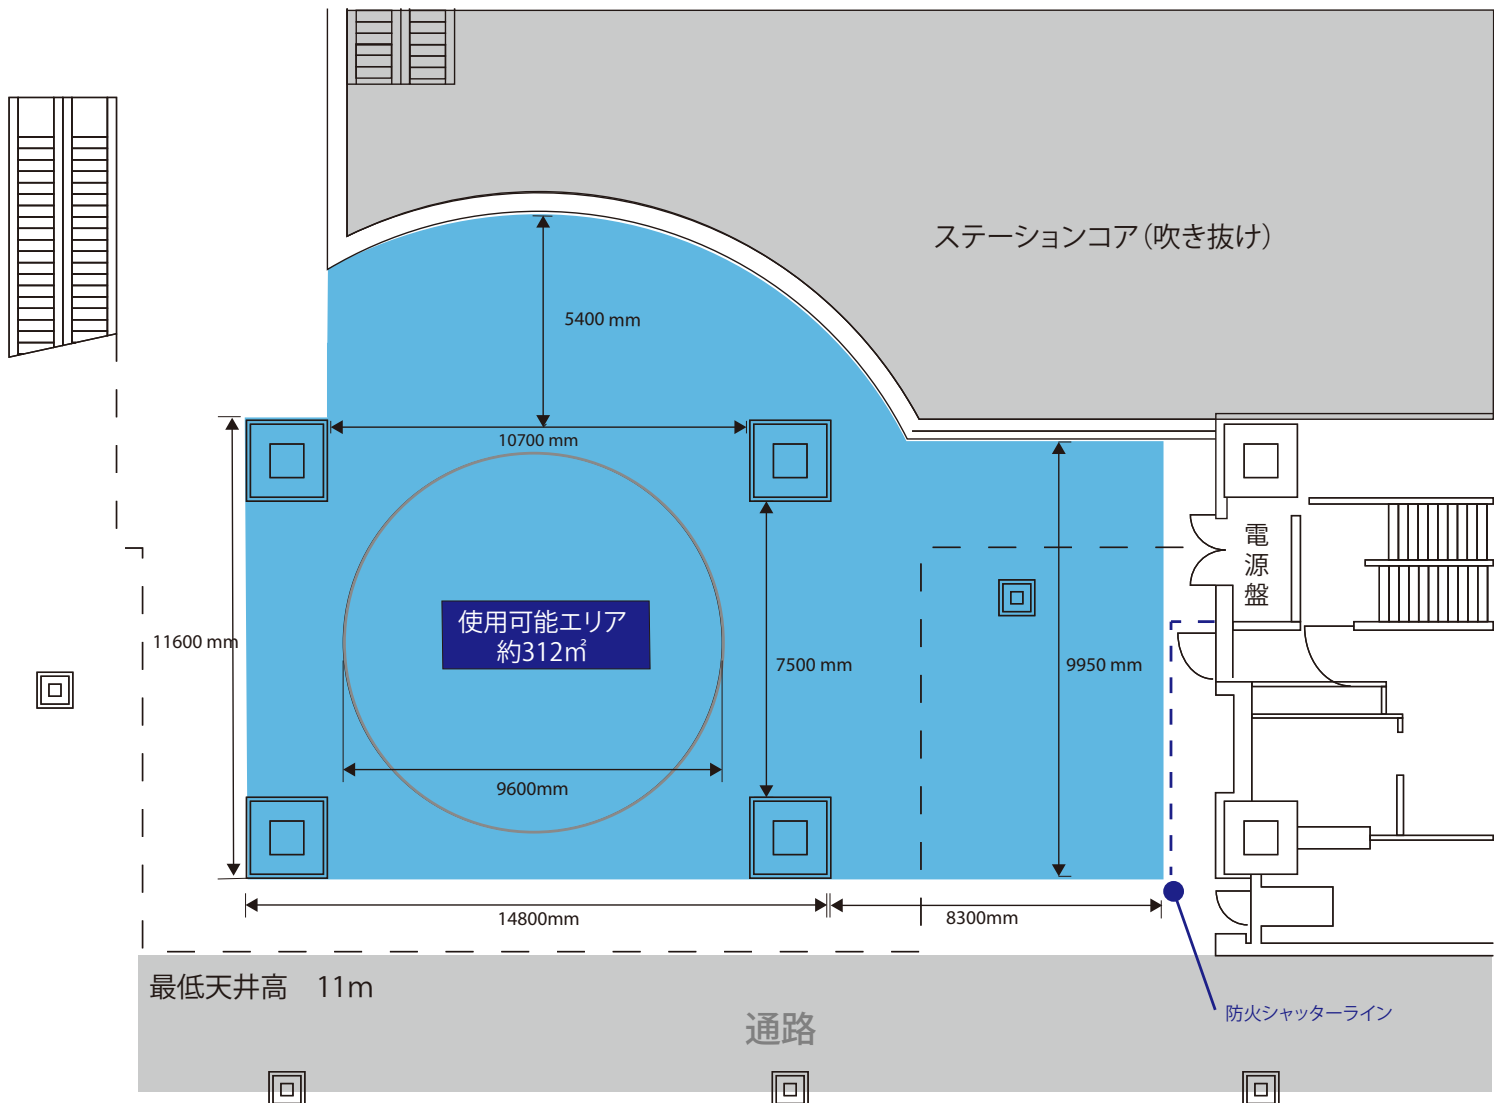 ステーションコア（吹き抜け）
5400 mm
10700 mm
電源盤
使用可能エリア
約312㎡
11600 mm
7500 mm
9950 mm
9600mm
14800mm
8300mm
最低天井高　11m
防火シャッターライン
通路